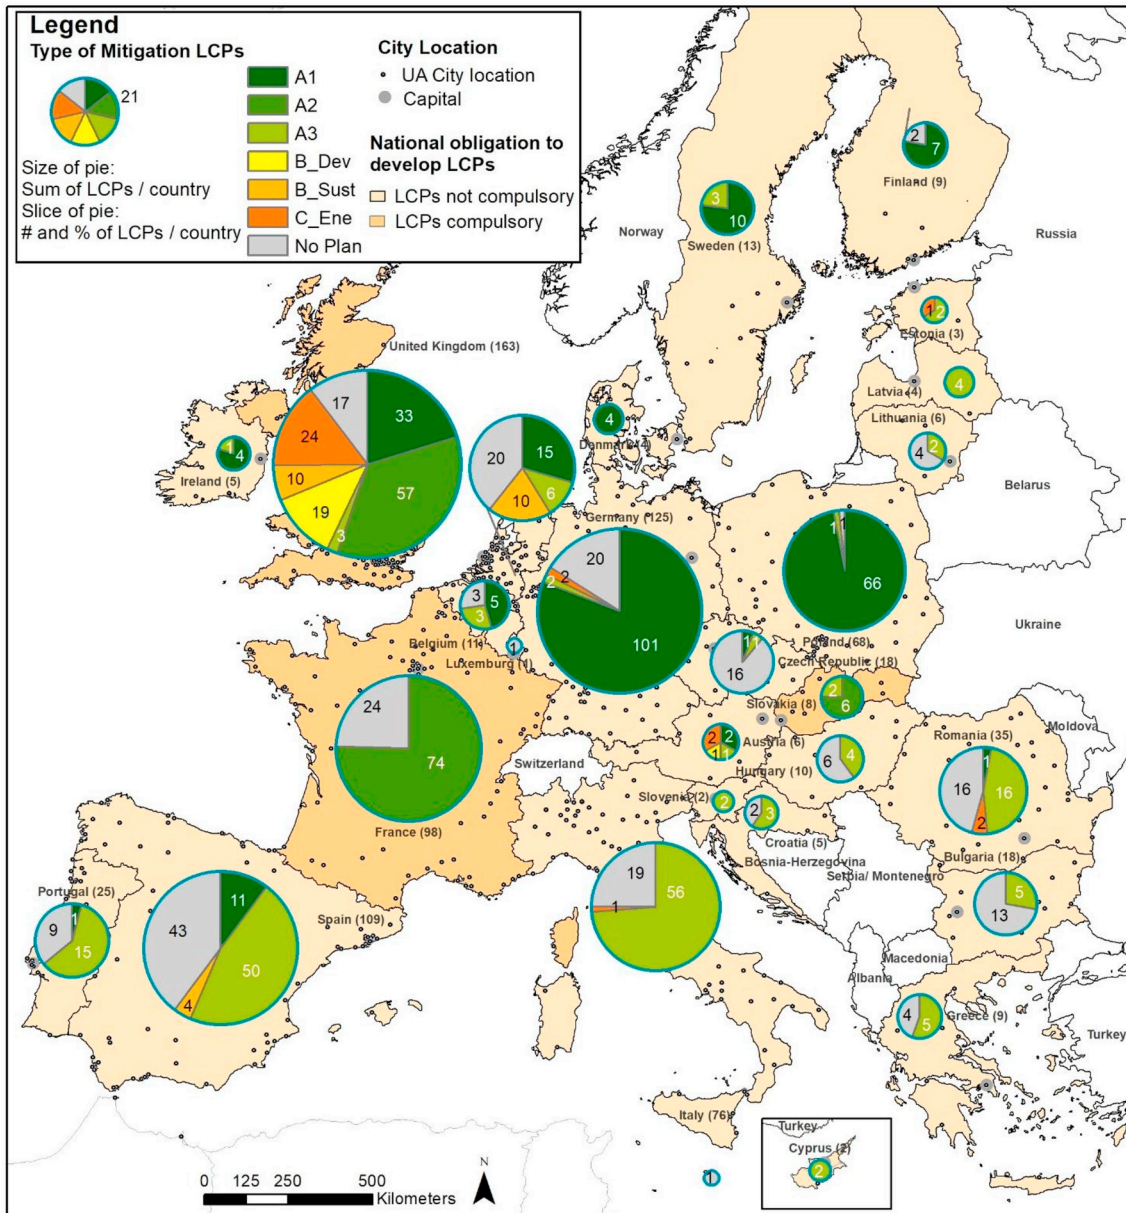 Legend
Type of Mitigation LCPs
21
Size of pie:
Sum of LCPs / country
Slice of pie:
# and % of LCPs / country
A1
A2
A3
B_Dev
B_Sust
C_Ene
No Plan
City Location
UA City location
Capital
National obligation to
develop LCPs
LCPs not compulsory
LCPs compulsory
2
7
Finland (9)
3
10
Sweden (13)
Norway
Russia
1
2
Estonia (3)
United Kingdom (163)
4
Latvia (4)
Lithuania (6)
4
2
17
33
24
10
57
19
3
4
Denmark (4)
1
4
Ireland (5)
20
15
10
6
Belarus
Germany (125)
20
2
2
101
1
1
66
Poland (68)
3
5
3
Belgium (11)
1
Luxemburg (1)
Ukraine
1
1
16
Czech Republic (18)
2
6
Slovakia (8)
24
74
France (98)
2
2
1
1
Austria (6)
6
4
Hungary (10)
Moldova
Romania (35)
1
16
16
2
Switzerland
Slovenia (2)
2
2
3
Croatia (5)
Bosnia-Herzegovina
Serbia/ Montenegro
Bulgaria (18)
5
13
19
56
1
Portugal (25)
1
9
15
11
43
50
4
Spain (109)
Macedonia
Albania
4
5
Greece (9)
Turkey
Italy (76)
1
Turkey
Cyprus (2)
2
N
0 125 250 500
Kilometers